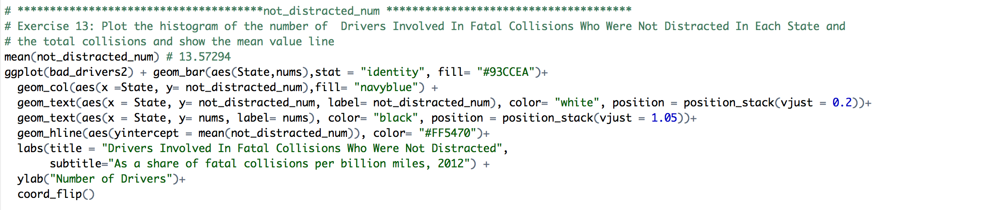 # **************************************not_distracted_num **************************************
# Exercise 13: Plot the histogram of the number of  Drivers Involved In Fatal Collisions Who Were Not Distracted In Each State and
# the total collisions and show the mean value line
mean(not_distracted_num) # 13.57294
ggplot(bad_drivers2) + geom_bar(aes(State,nums),stat = "identity", fill= "#93CCEA")+
  geom_col(aes(x =State, y= not_distracted_num),fill= "navyblue") +
  geom_text(aes(x = State, y= not_distracted_num, label= not_distracted_num), color= "white", position = position_stack(vjust = 0.2))+
  geom_text(aes(x = State, y= nums, label= nums), color= "black", position = position_stack(vjust = 1.05))+
  geom_hline(aes(yintercept = mean(not_distracted_num)), color= "#FF5470")+
  labs(title = "Drivers Involved In Fatal Collisions Who Were Not Distracted",
       subtitle="As a share of fatal collisions per billion miles, 2012") +
  ylab("Number of Drivers")+
  coord_flip()